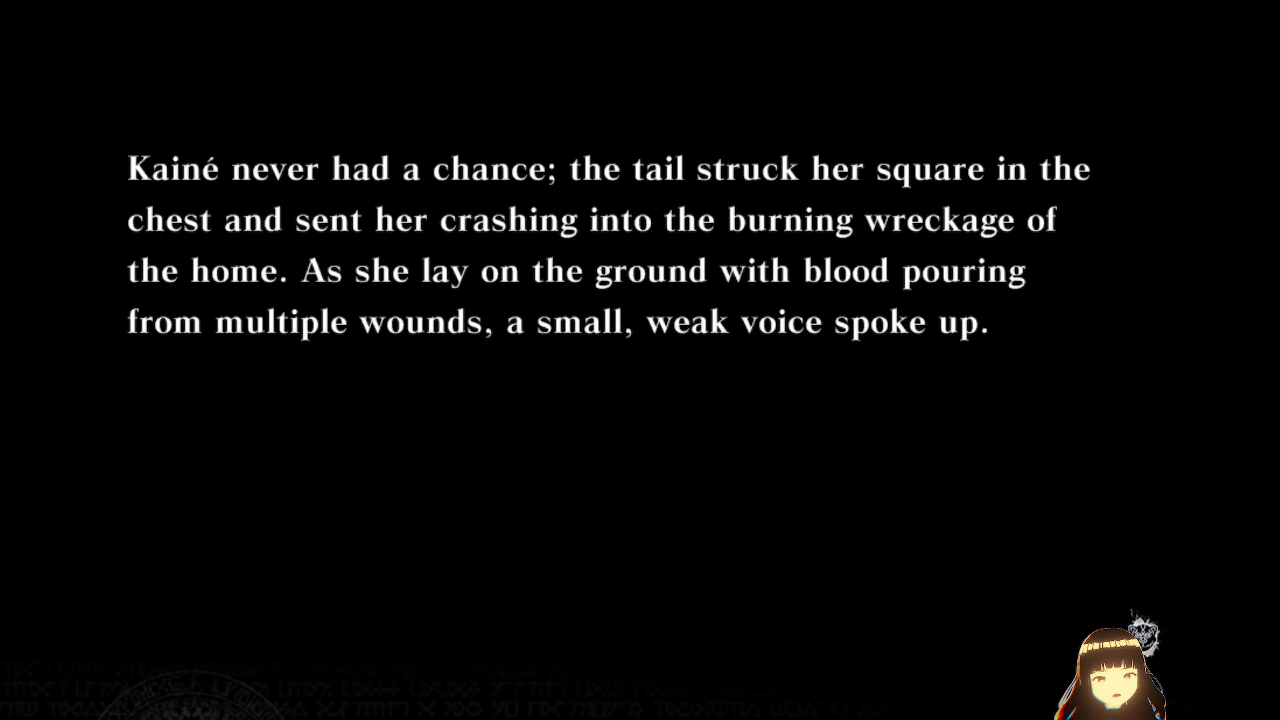 Kainé never had a chance; the tail struck her square in the
chest and sent her crashing into the burning wreckage of
the home. As she lay on the ground with blood pouring
from multiple wounds, a small, weak voice spoke up.